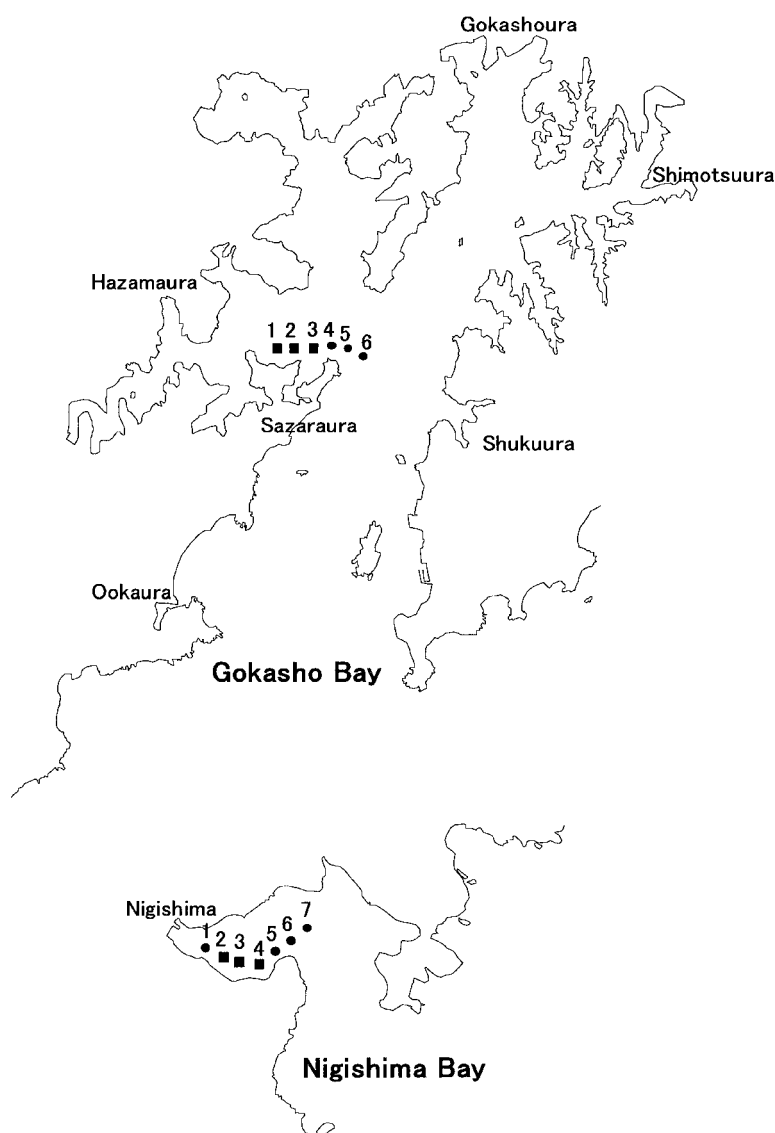 Gokashoura
Shimotsuura
Hazamaura
1 2 3 4 5 6
Sazaraura
Shukuura
Ookaura
Gokasho Bay
Nigishima
1 2 3 4 5 6 7
Nigishima Bay